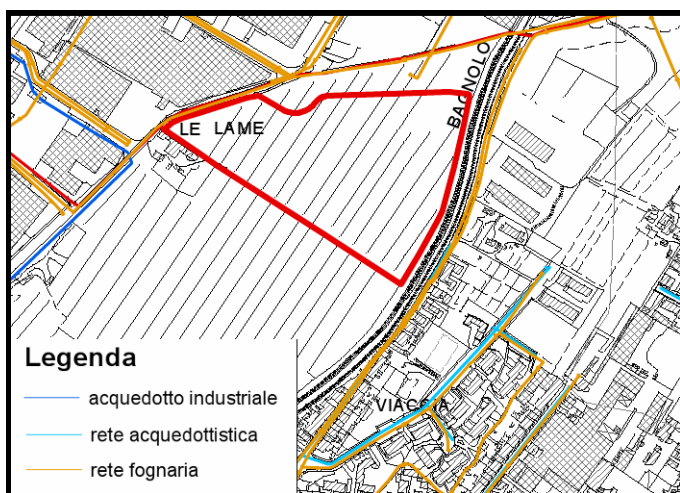 BAGNOLO
LE LAME
VIACCIA
Legenda
acquedotto industriale
rete acquedottistica
rete fognaria